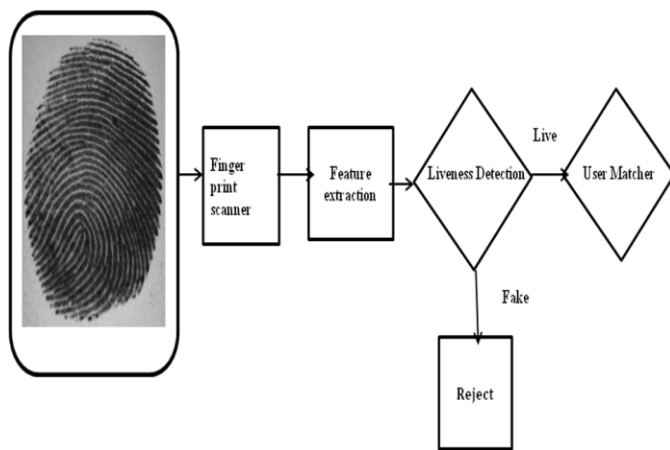 Finger
print
scanner
Feature
extraction
Liveness Detection
Live
User Matcher
Fake
Reject